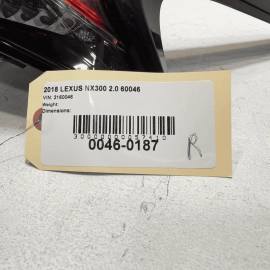 2018 LEXUS NX300 2.0 60046
VIN: 2160046
Weight:
Dimensions:
0046-0187
R